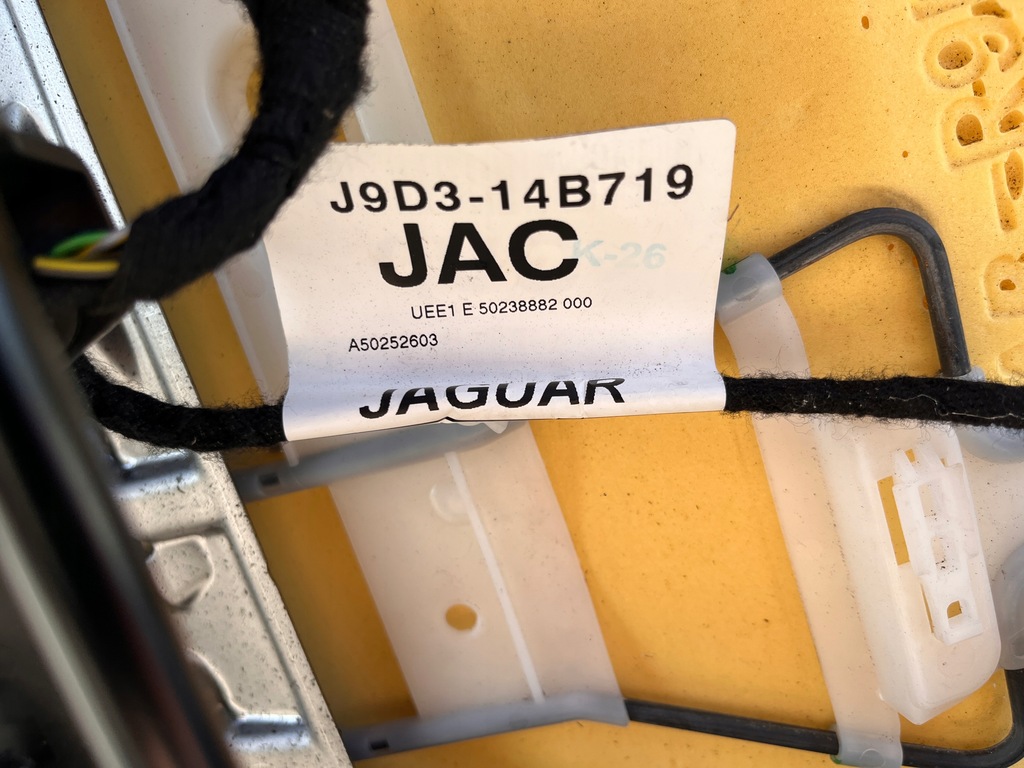 J9D3-14B719
JAC
K-26
UEE1 E 50238882 000
A50252603
JAGUAR